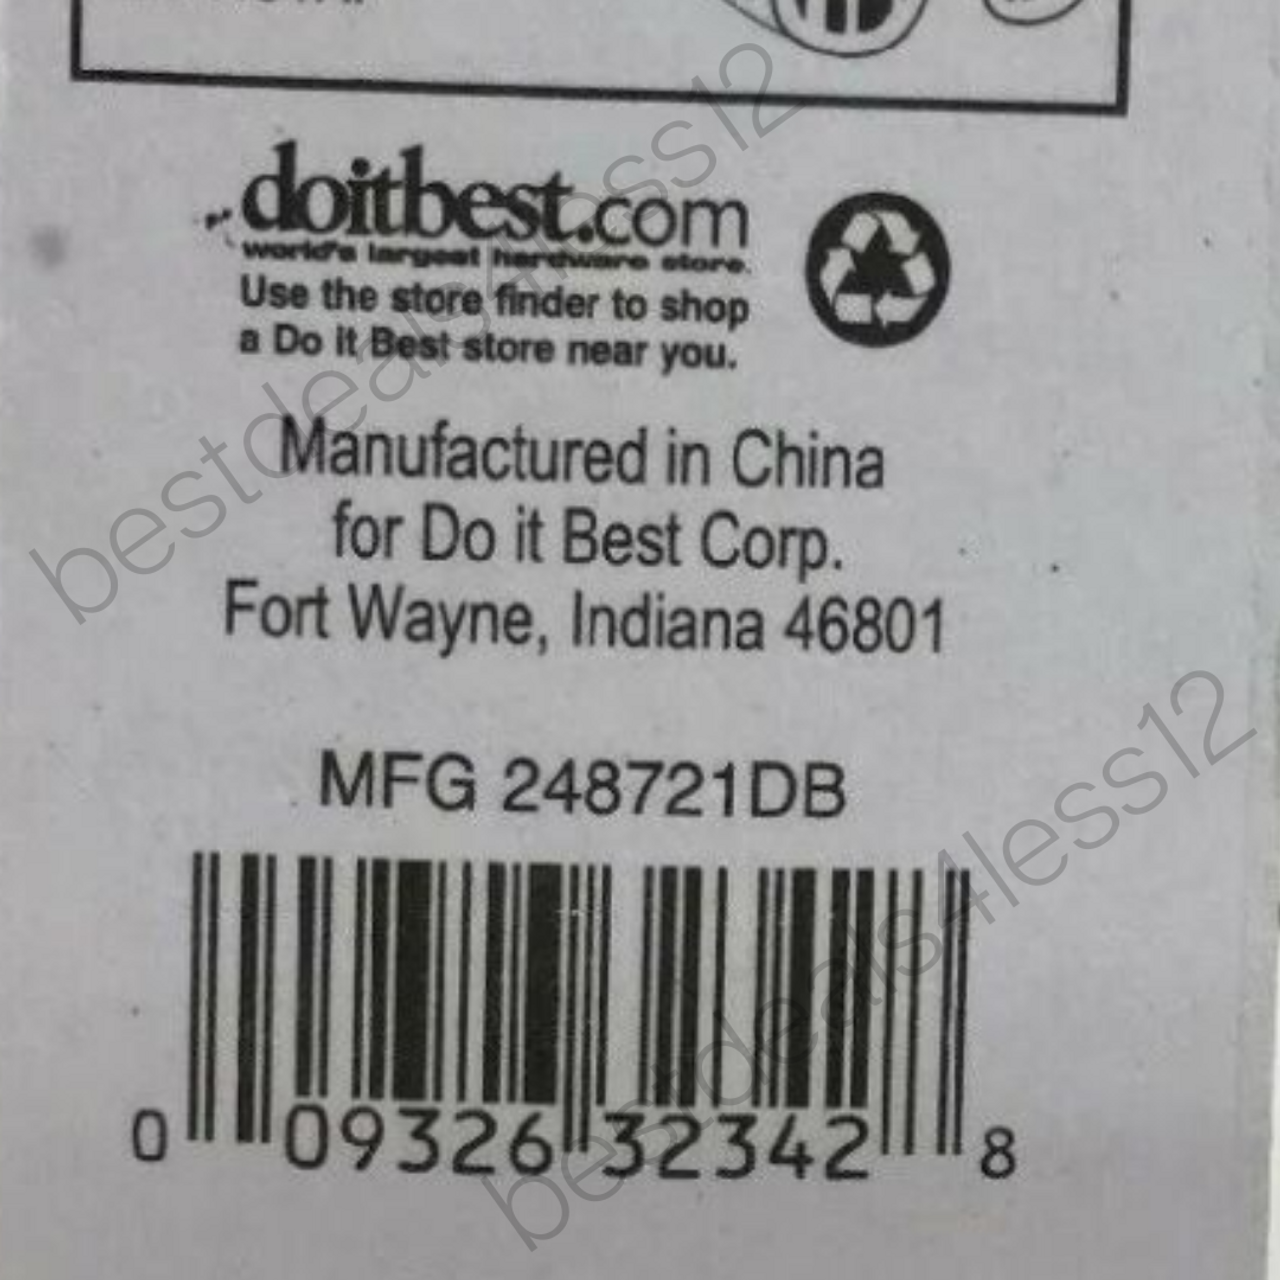 doitbest.com
world's largest hardware store.
Use the store finder to shop
a Do it Best store near you.
Manufactured in China
for Do it Best Corp.
Fort Wayne, Indiana 46801
MFG 248721DB
0 09326 32342 8
bestdeals4less12
bestdeals4less12